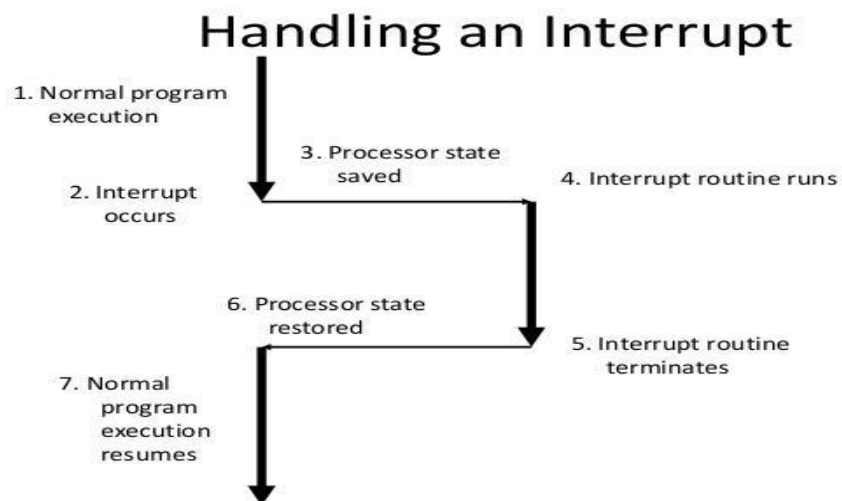 Handling an Interrupt
1. Normal program
execution
2. Interrupt
occurs
3. Processor state
saved
4. Interrupt routine runs
5. Interrupt routine
terminates
6. Processor state
restored
7. Normal
program
execution
resumes